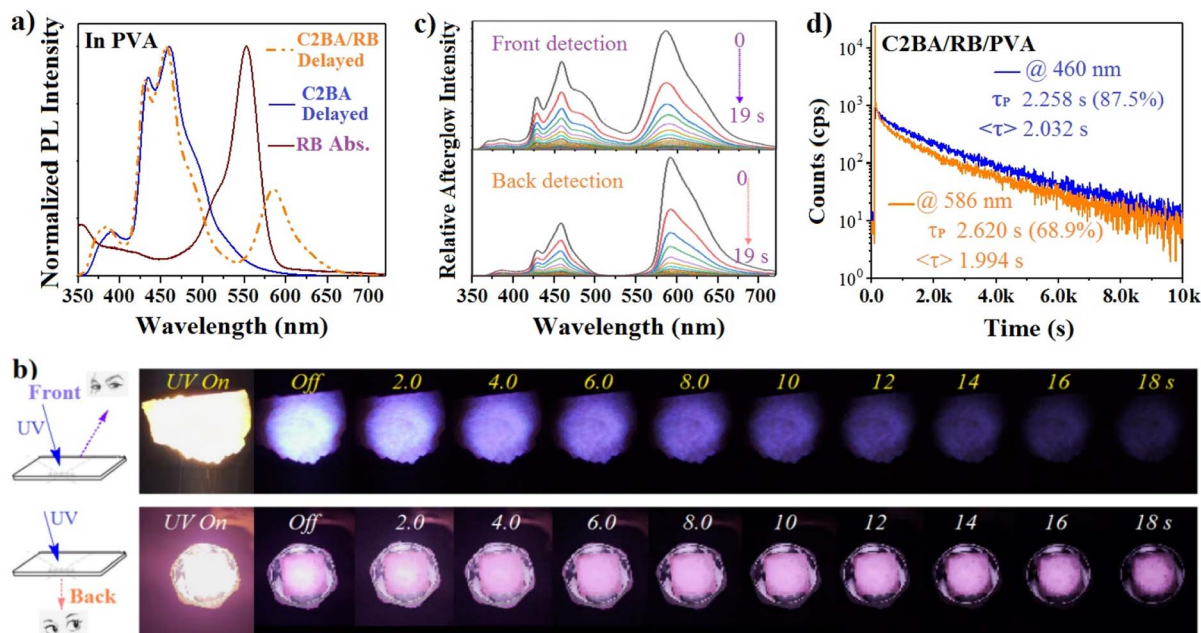 a)
In PVA
C2BA/RB
Delayed
C2BA
Delayed
RB Abs.
Normalized PL Intensity
350 400 450 500 550 600 650 700
Wavelength (nm)
c)
Front detection
0
19 s
Back detection
0
19 s
Relative Afterglow Intensity
350 400 450 500 550 600 650 700
Wavelength (nm)
d)
C2BA/RB/PVA
@ 460 nm
τP 2.258 s (87.5%)
<τ> 2.032 s
@ 586 nm
τP 2.620 s (68.9%)
<τ> 1.994 s
Counts (cps)
10⁴
10³
10²
10¹
10⁰
0.0 2.0k 4.0k 6.0k 8.0k 10k
Time (s)
b)
Front
UV
UV On Off 2.0 4.0 6.0 8.0 10 12 14 16 18 s
UV
Back
UV On Off 2.0 4.0 6.0 8.0 10 12 14 16 18 s